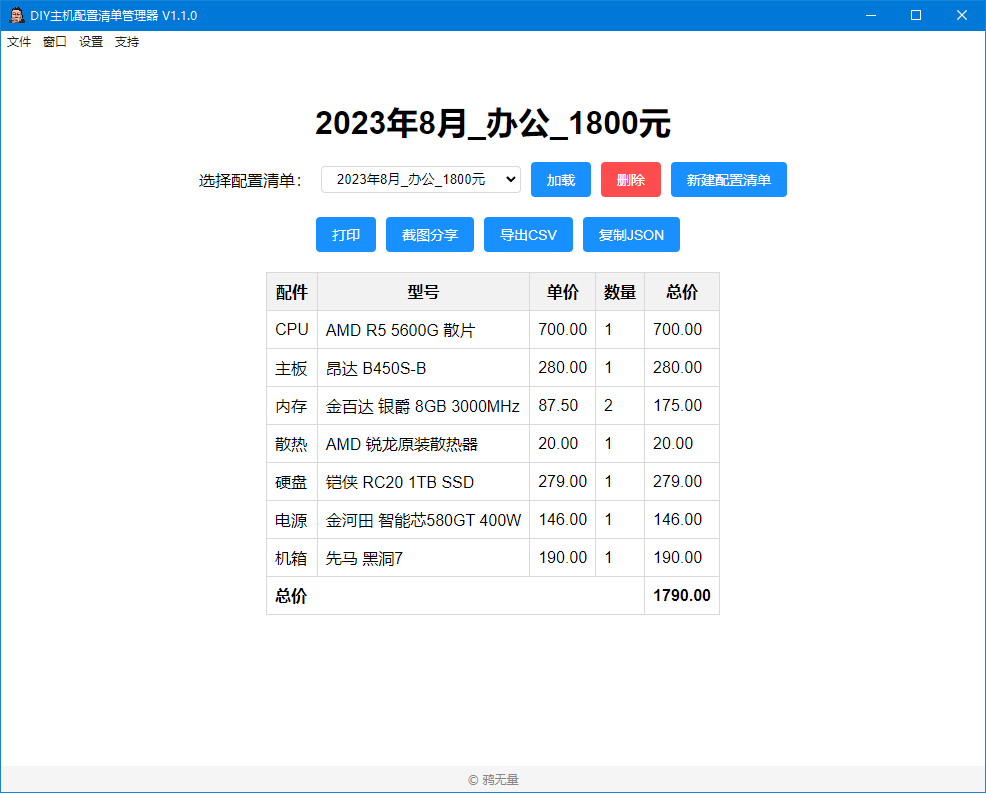 DIY主机配置清单管理器 V1.1.0
文件 窗口 设置 支持
2023年8月_办公_1800元
选择配置清单： 2023年8月_办公_1800元 加载 删除 新建配置清单
打印 截图分享 导出CSV 复制JSON
配件 型号 单价 数量 总价
CPU AMD R5 5600G 散片 700.00 1 700.00
主板 昂达 B450S-B 280.00 1 280.00
内存 金百达 银爵 8GB 3000MHz 87.50 2 175.00
散热 AMD 锐龙原装散热器 20.00 1 20.00
硬盘 铠侠 RC20 1TB SSD 279.00 1 279.00
电源 金河田 智能芯580GT 400W 146.00 1 146.00
机箱 先马 黑洞7 190.00 1 190.00
总价 1790.00
© 鸦无量